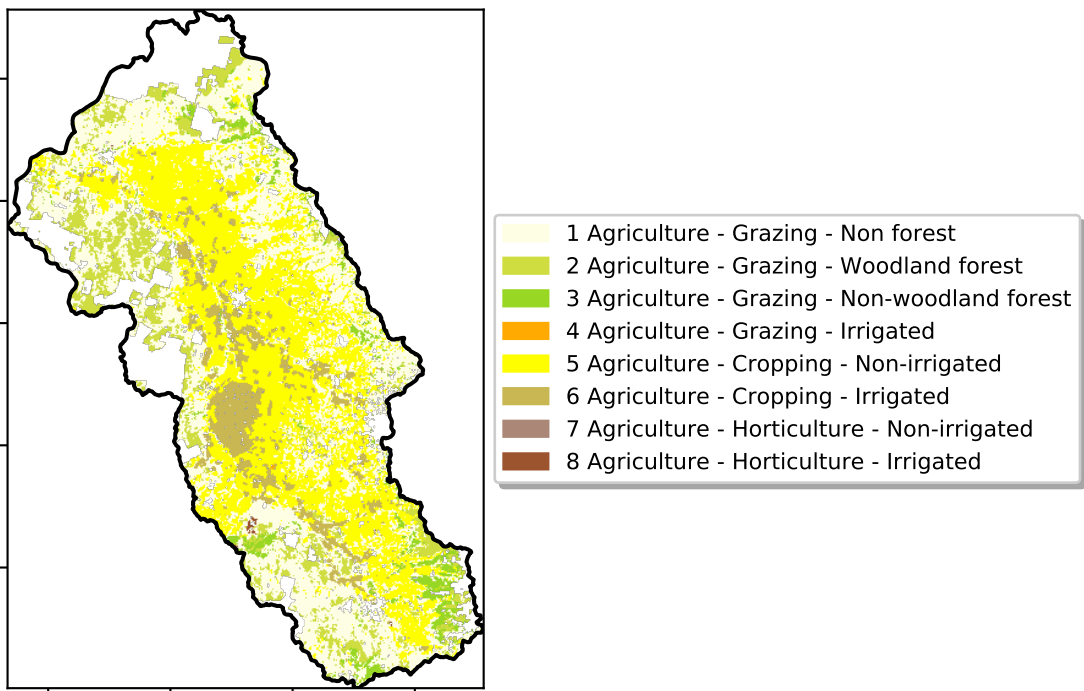 1 Agriculture - Grazing - Non forest
2 Agriculture - Grazing - Woodland forest
3 Agriculture - Grazing - Non-woodland forest
4 Agriculture - Grazing - Irrigated
5 Agriculture - Cropping - Non-irrigated
6 Agriculture - Cropping - Irrigated
7 Agriculture - Horticulture - Non-irrigated
8 Agriculture - Horticulture - Irrigated